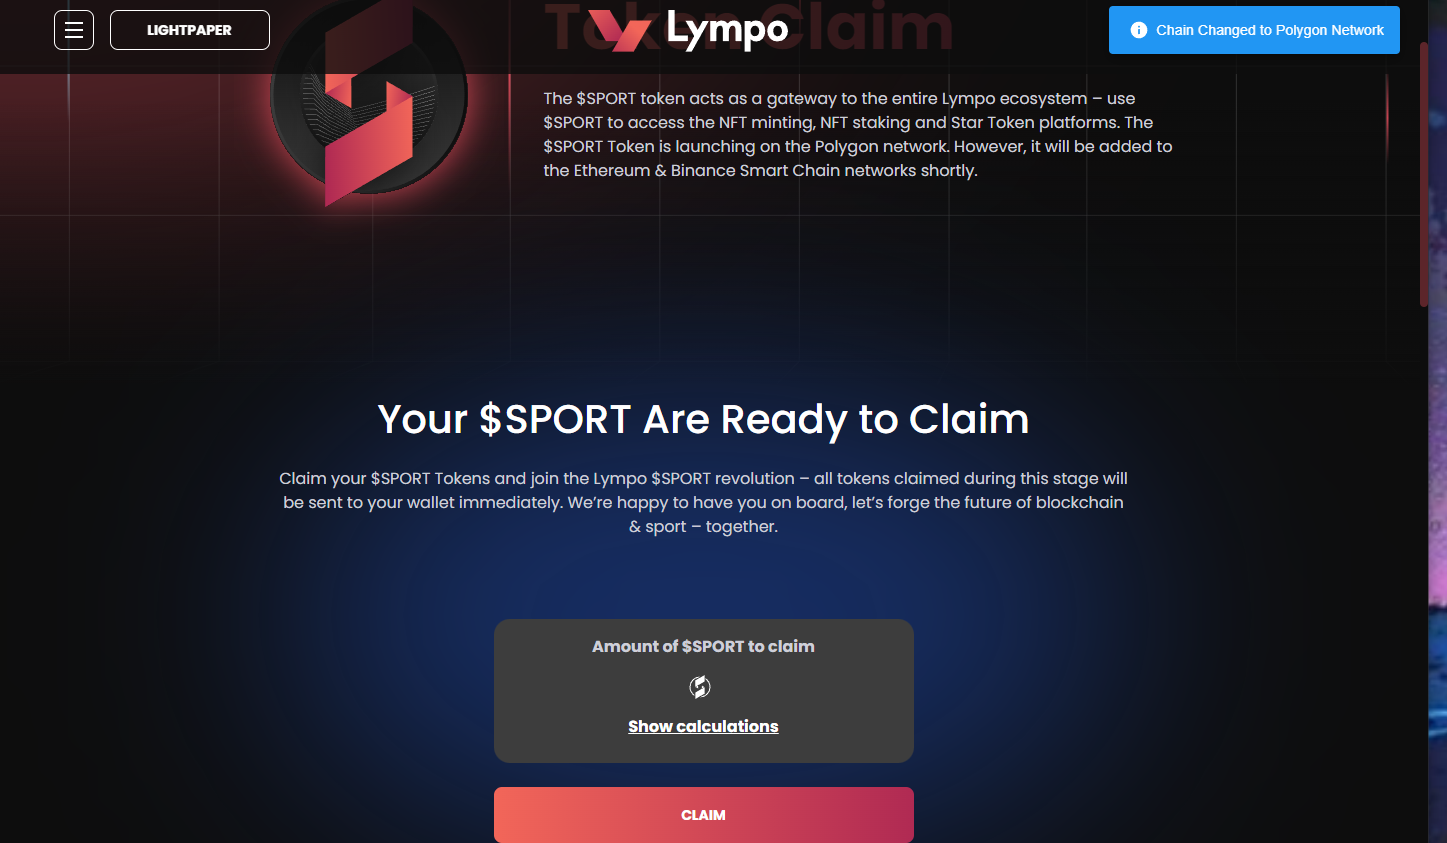 LIGHTPAPER
Lympo
Chain Changed to Polygon Network
Token Claim
The $SPORT token acts as a gateway to the entire Lympo ecosystem – use
$SPORT to access the NFT minting, NFT staking and Star Token platforms. The
$SPORT Token is launching on the Polygon network. However, it will be added to
the Ethereum & Binance Smart Chain networks shortly.
Your $SPORT Are Ready to Claim
Claim your $SPORT Tokens and join the Lympo $SPORT revolution – all tokens claimed during this stage will
be sent to your wallet immediately. We’re happy to have you on board, let’s forge the future of blockchain
& sport – together.
Amount of $SPORT to claim
Show calculations
CLAIM